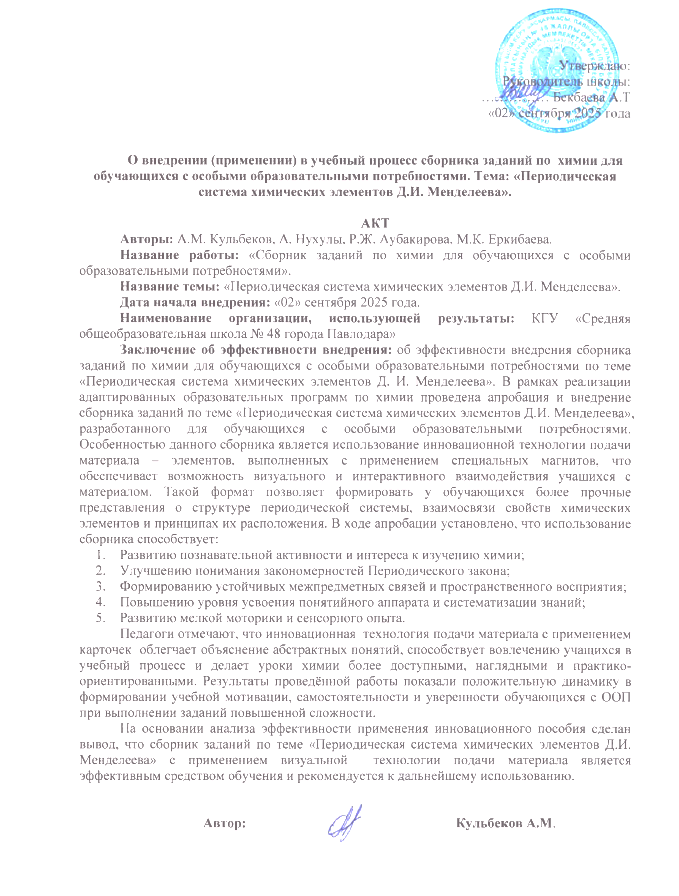 Утверждаю:
Руководитель школы:
Бекбаева А.Т
«02» сентября 2025 года
О внедрении (применении) в учебный процесс сборника заданий по химии для
обучающихся с особыми образовательными потребностями. Тема: «Периодическая
система химических элементов Д.И. Менделеева».
АКТ
Авторы: А.М. Кульбеков, А. Нухулы, Р.Ж. Аубакирова, М.К. Еркибаева.
Название работы: «Сборник заданий по химии для обучающихся с особыми
образовательными потребностями».
Название темы: «Периодическая система химических элементов Д.И. Менделеева».
Дата начала внедрения: «02» сентября 2025 года.
Наименование организации, использующей результаты: КГУ «Средняя
общеобразовательная школа № 48 города Павлодара»
Заключение об эффективности внедрения: об эффективности внедрения сборника
заданий по химии для обучающихся с особыми образовательными потребностями по теме
«Периодическая система химических элементов Д. И. Менделеева». В рамках реализации
адаптированных образовательных программ по химии проведена апробация и внедрение
сборника заданий по теме «Периодическая система химических элементов Д.И. Менделеева»,
разработанного для обучающихся с особыми образовательными потребностями.
Особенностью данного сборника является использование инновационной технологии подачи
материала – элементов, выполненных с применением специальных магнитов, что
обеспечивает возможность визуального и интерактивного взаимодействия учащихся с
материалом. Такой формат позволяет формировать у обучающихся более прочные
представления о структуре периодической системы, взаимосвязи свойств химических
элементов и принципах их расположения. В ходе апробации установлено, что использование
сборника способствует:
1. Развитию познавательной активности и интереса к изучению химии;
2. Улучшению понимания закономерностей Периодического закона;
3. Формированию устойчивых межпредметных связей и пространственного восприятия;
4. Повышению уровня усвоения понятийного аппарата и систематизации знаний;
5. Развитию мелкой моторики и сенсорного опыта.
Педагоги отмечают, что инновационная технология подачи материала с применением
карточек облегчает объяснение абстрактных понятий, способствует вовлечению учащихся в
учебный процесс и делает уроки химии более доступными, наглядными и практико-
ориентированными. Результаты проведённой работы показали положительную динамику в
формировании учебной мотивации, самостоятельности и уверенности обучающихся с ООП
при выполнении заданий повышенной сложности.
На основании анализа эффективности применения инновационного пособия сделан
вывод, что сборник заданий по теме «Периодическая система химических элементов Д.И.
Менделеева» с применением визуальной технологии подачи материала является
эффективным средством обучения и рекомендуется к дальнейшему использованию.
Автор: Кульбеков А.М.